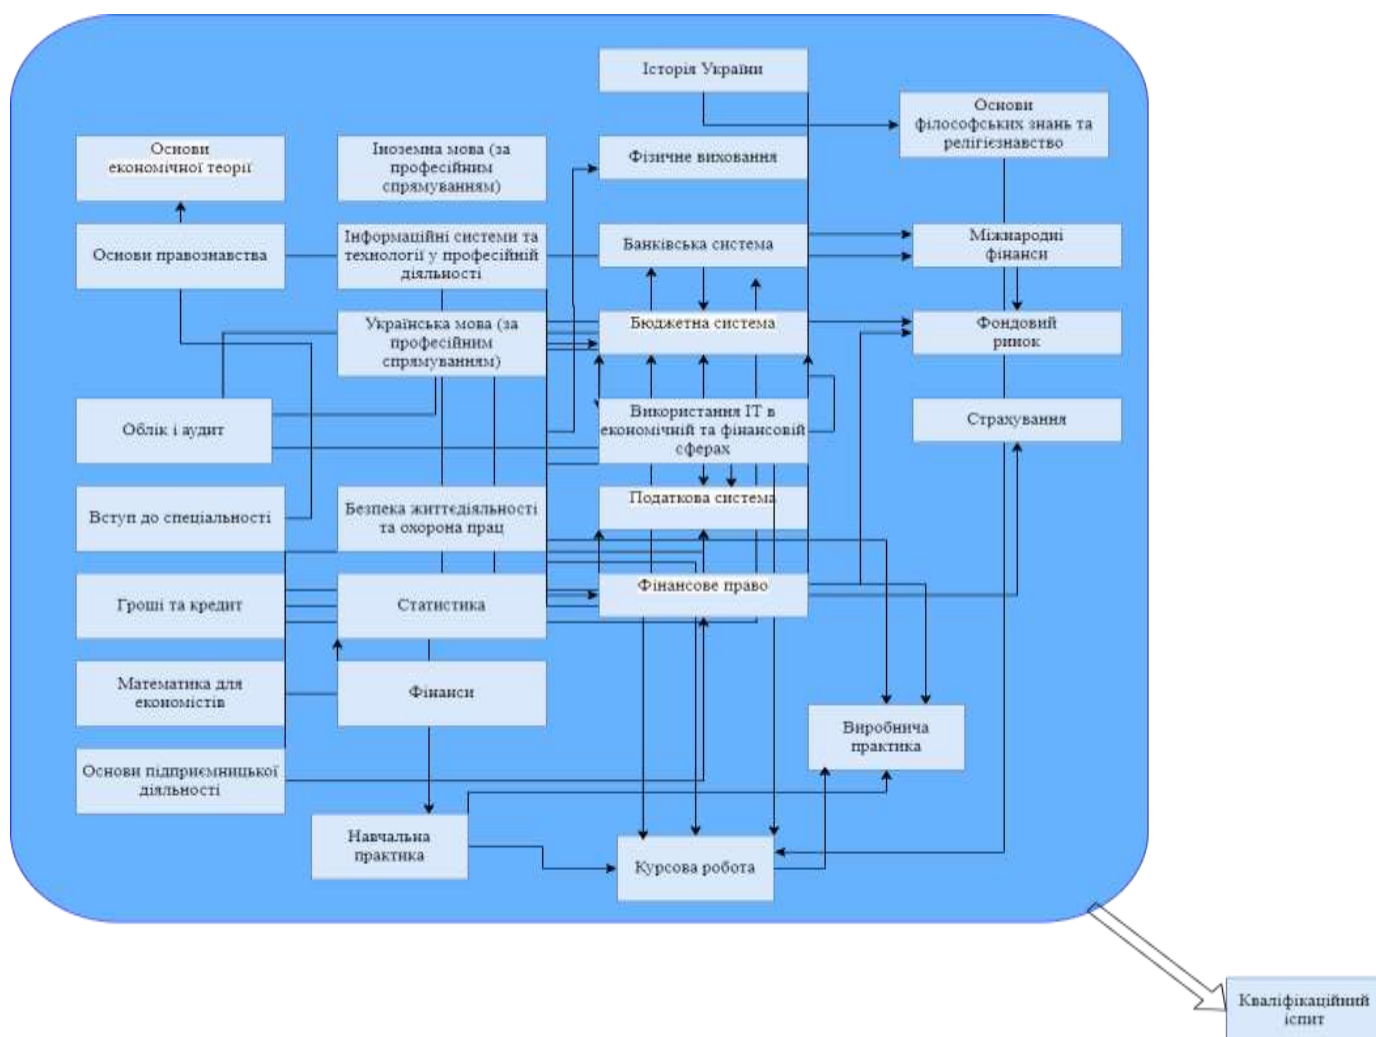 Історія України
Основи
філософських знань та
релігієзнавство
Основи
економічної теорії
Іноземна мова (за
професійним
спрямуванням)
Фізичне виховання
Основи правознавства
Інформаційні системи та
технології у професійній
діяльності
Банківська система
Міжнародні
фінанси
Українська мова (за
професійним
спрямуванням)
Бюджетна система
Фондовий
ринок
Облік і аудит
Використання ІТ в
економічній та фінансовій
сферах
Страхування
Вступ до спеціальності
Безпека життєдіяльності
та охорона прац
Податкова система
Гроші та кредит
Статистика
Фінансове право
Математика для
економістів
Фінанси
Виробнича
практика
Основи підприємницької
діяльності
Навчальна
практика
Курсова робота
Кваліфікаційний
іспит